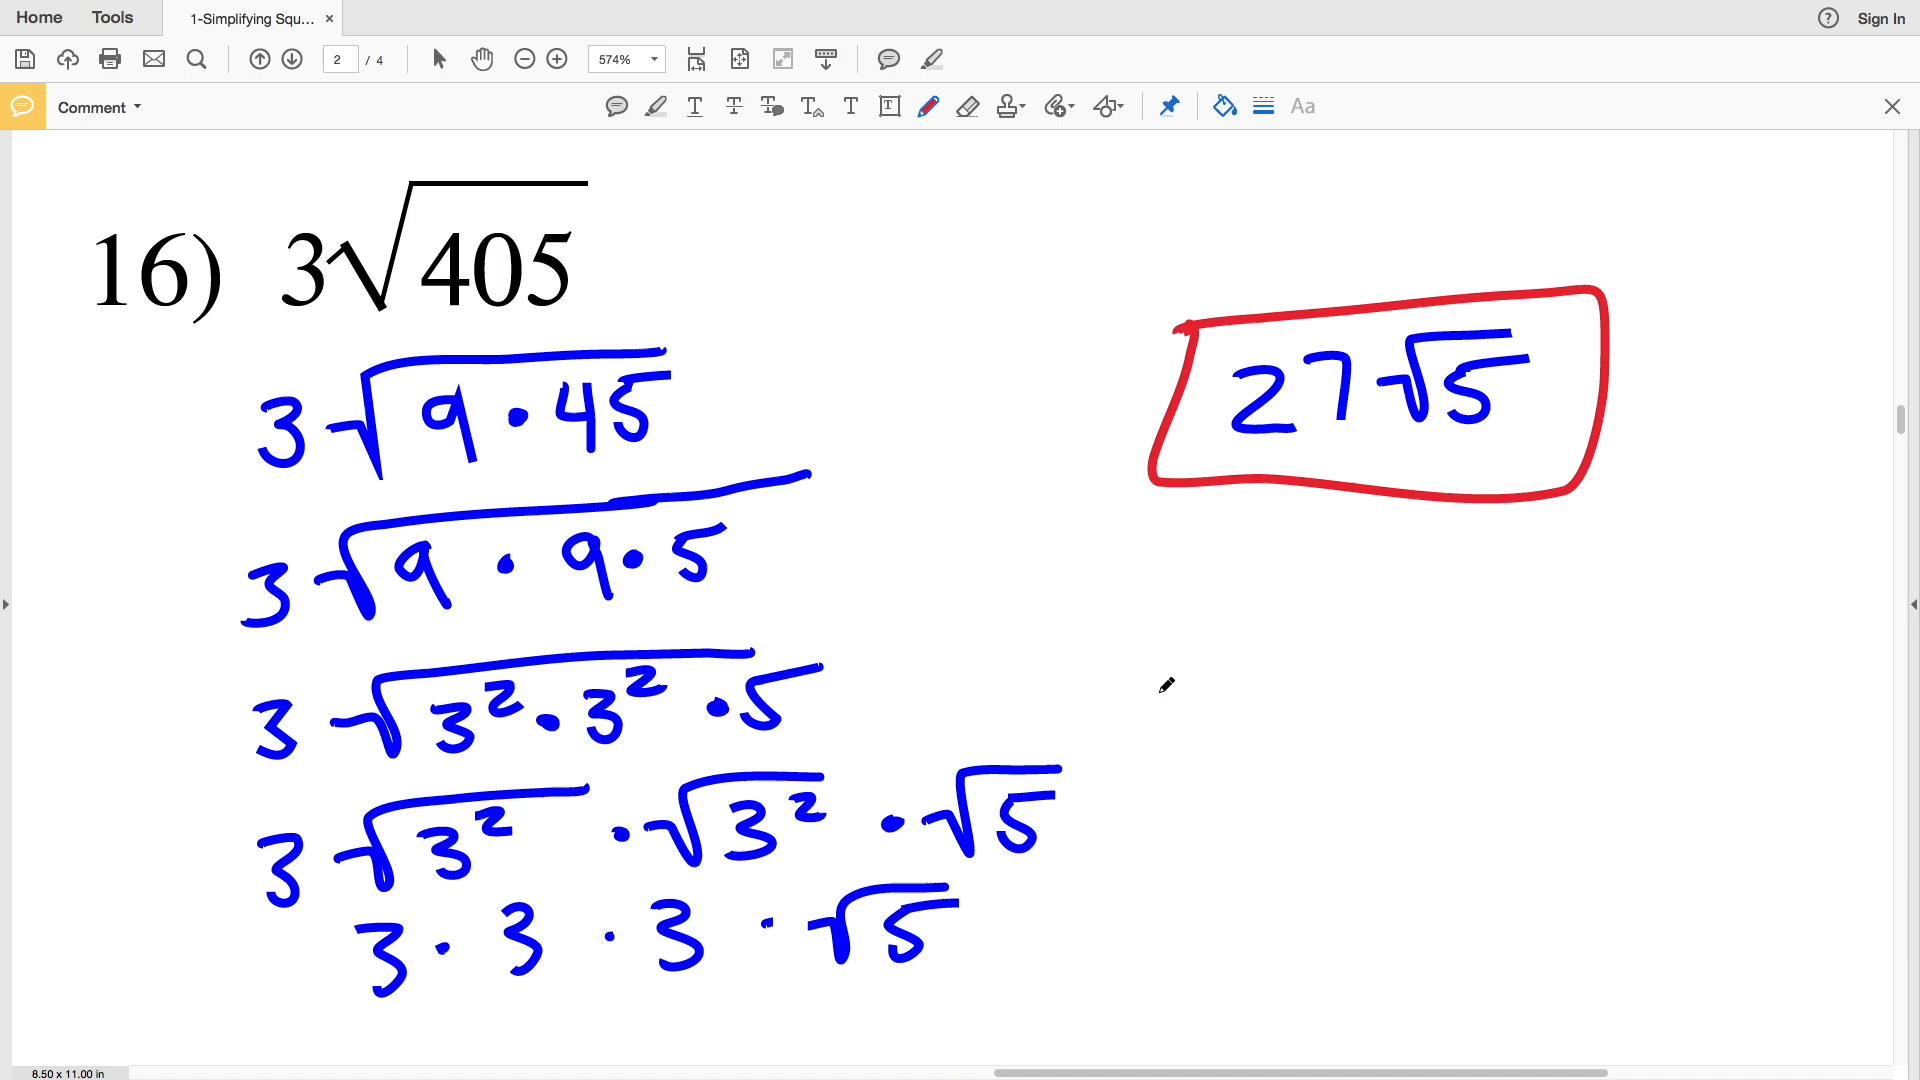 Home Tools 1-Simplifying Squ... × ? Sign In
2 / 4 574%
Comment T T T T T T Aa
16) 3√405
3√9 · 45
27√5
3√9 · 9 · 5
3√3² · 3² · 5
3√3² · √3² · √5
3 · 3 · 3 · √5
8.50 x 11.00 in